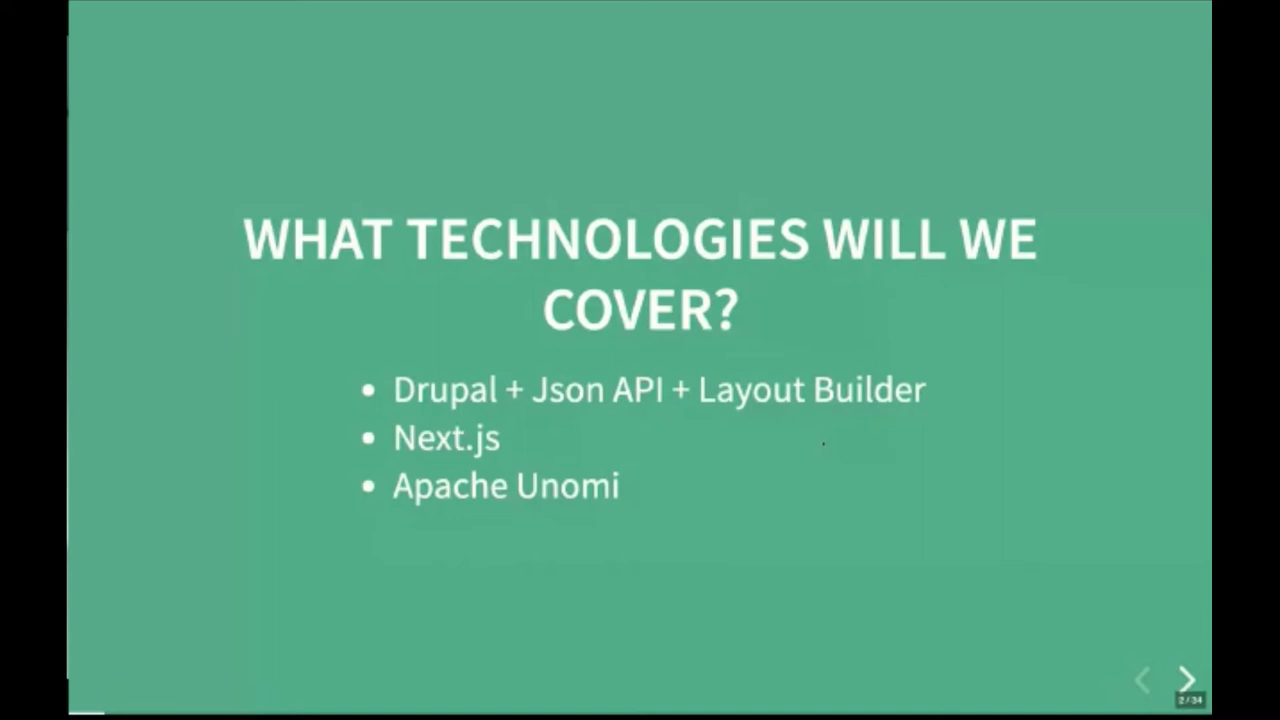 WHAT TECHNOLOGIES WILL WE
COVER?
• Drupal + Json API + Layout Builder
• Next.js
• Apache Unomi
2 / 34